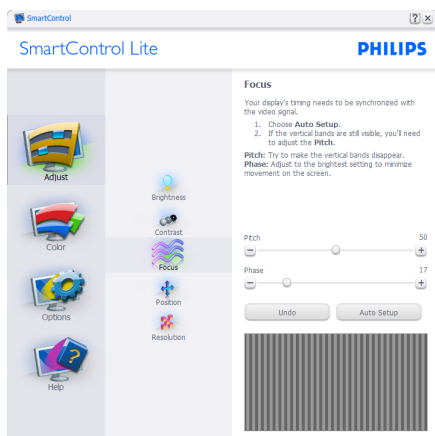 SmartControl
SmartControl Lite
PHILIPS
Adjust
Color
Options
Help
Brightness
Contrast
Focus
Position
Resolution
Focus
Your display's timing needs to be synchronized with
the video signal.
1. Choose Auto Setup.
2. If the vertical bands are still visible, you'll need
to adjust the Pitch.
Pitch: Try to make the vertical bands disappear.
Phase: Adjust to the brightest setting to minimize
movement on the screen.
Pitch 50
Phase 17
Undo Auto Setup